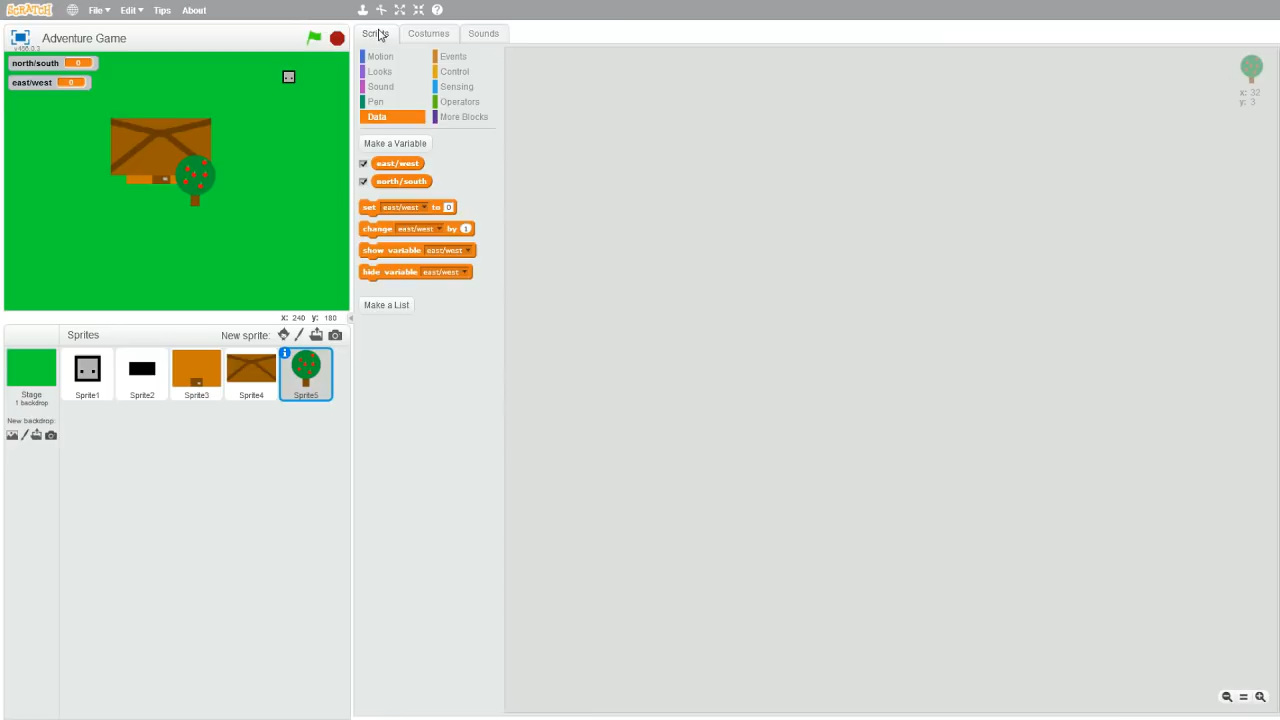 SCRATCH File Edit Tips About
Adventure Game
v456.0.3
north/south 0
east/west 0
x: 240 y: 180
Sprites New sprite:
Stage
1 backdrop
New backdrop:
Sprite1 Sprite2 Sprite3 Sprite4 Sprite5
Scripts Costumes Sounds
Motion Events
Looks Control
Sound Sensing
Pen Operators
Data More Blocks
Make a Variable
east/west
north/south
set east/west to 0
change east/west by 1
show variable east/west
hide variable east/west
Make a List
x: 32
y: 3